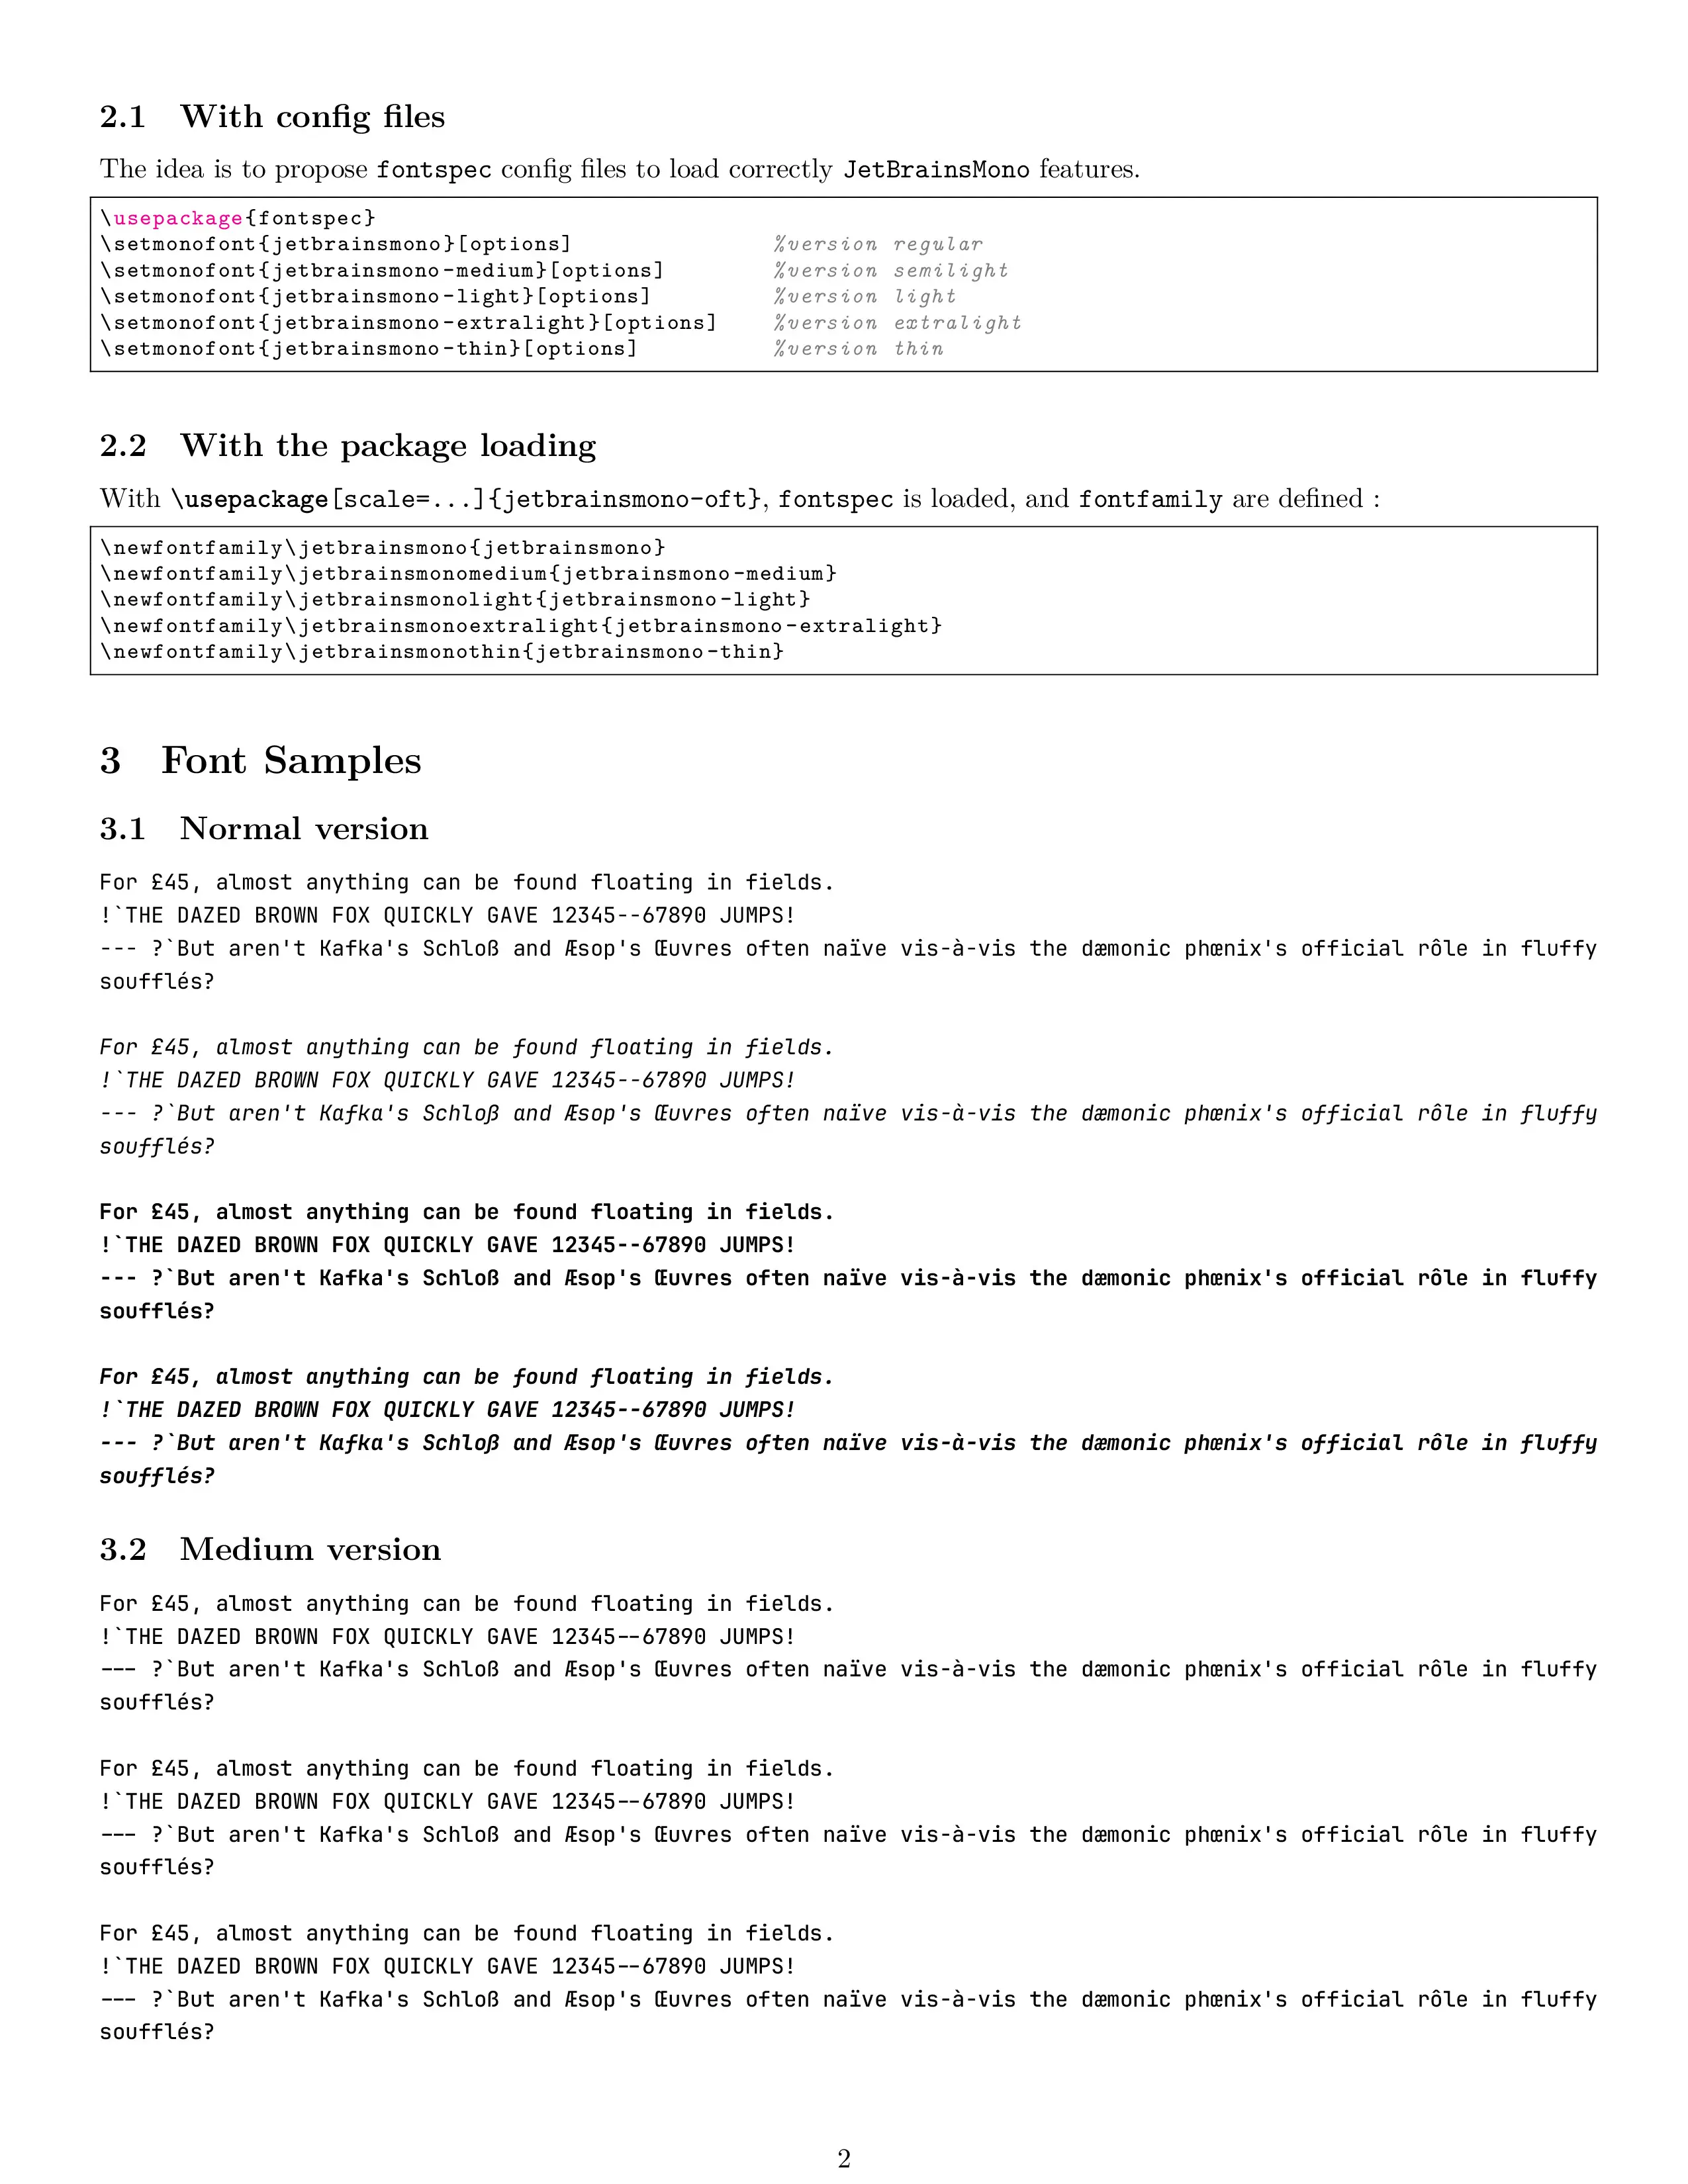 2.1 With config files
The idea is to propose fontspec config files to load correctly JetBrainsMono features.
\usepackage{fontspec}
\setmonofont{jetbrainsmono}[options] %version regular
\setmonofont{jetbrainsmono-medium}[options] %version semilight
\setmonofont{jetbrainsmono-light}[options] %version light
\setmonofont{jetbrainsmono-extralight}[options] %version extralight
\setmonofont{jetbrainsmono-thin}[options] %version thin
2.2 With the package loading
With \usepackage[scale=...]{jetbrainsmono-oft}, fontspec is loaded, and fontfamily are defined :
\newfontfamily\jetbrainsmono{jetbrainsmono}
\newfontfamily\jetbrainsmonomedium{jetbrainsmono-medium}
\newfontfamily\jetbrainsmonolight{jetbrainsmono-light}
\newfontfamily\jetbrainsmonoextralight{jetbrainsmono-extralight}
\newfontfamily\jetbrainsmonothin{jetbrainsmono-thin}
3 Font Samples
3.1 Normal version
For £45, almost anything can be found floating in fields.
!`THE DAZED BROWN FOX QUICKLY GAVE 12345--67890 JUMPS!
--- ?`But aren't Kafka's Schloß and Æsop's Œuvres often naïve vis-à-vis the dæmonic phœnix's official rôle in fluffy
soufflés?
For £45, almost anything can be found floating in fields.
!`THE DAZED BROWN FOX QUICKLY GAVE 12345--67890 JUMPS!
--- ?`But aren't Kafka's Schloß and Æsop's Œuvres often naïve vis-à-vis the dæmonic phœnix's official rôle in fluffy
soufflés?
For £45, almost anything can be found floating in fields.
!`THE DAZED BROWN FOX QUICKLY GAVE 12345--67890 JUMPS!
--- ?`But aren't Kafka's Schloß and Æsop's Œuvres often naïve vis-à-vis the dæmonic phœnix's official rôle in fluffy
soufflés?
For £45, almost anything can be found floating in fields.
!`THE DAZED BROWN FOX QUICKLY GAVE 12345--67890 JUMPS!
--- ?`But aren't Kafka's Schloß and Æsop's Œuvres often naïve vis-à-vis the dæmonic phœnix's official rôle in fluffy
soufflés?
3.2 Medium version
For £45, almost anything can be found floating in fields.
!`THE DAZED BROWN FOX QUICKLY GAVE 12345--67890 JUMPS!
--- ?`But aren't Kafka's Schloß and Æsop's Œuvres often naïve vis-à-vis the dæmonic phœnix's official rôle in fluffy
soufflés?
For £45, almost anything can be found floating in fields.
!`THE DAZED BROWN FOX QUICKLY GAVE 12345--67890 JUMPS!
--- ?`But aren't Kafka's Schloß and Æsop's Œuvres often naïve vis-à-vis the dæmonic phœnix's official rôle in fluffy
soufflés?
For £45, almost anything can be found floating in fields.
!`THE DAZED BROWN FOX QUICKLY GAVE 12345--67890 JUMPS!
--- ?`But aren't Kafka's Schloß and Æsop's Œuvres often naïve vis-à-vis the dæmonic phœnix's official rôle in fluffy
soufflés?
2